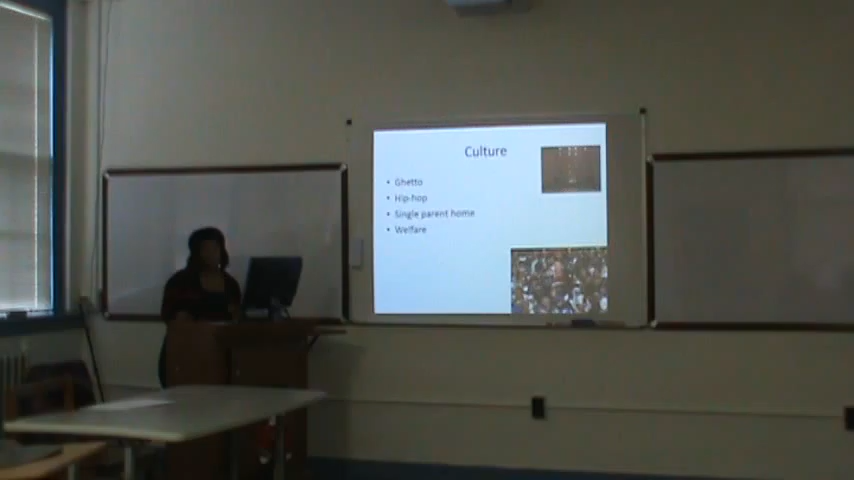 Culture
• Ghetto
• Hip-hop
• Single parent home
• Welfare